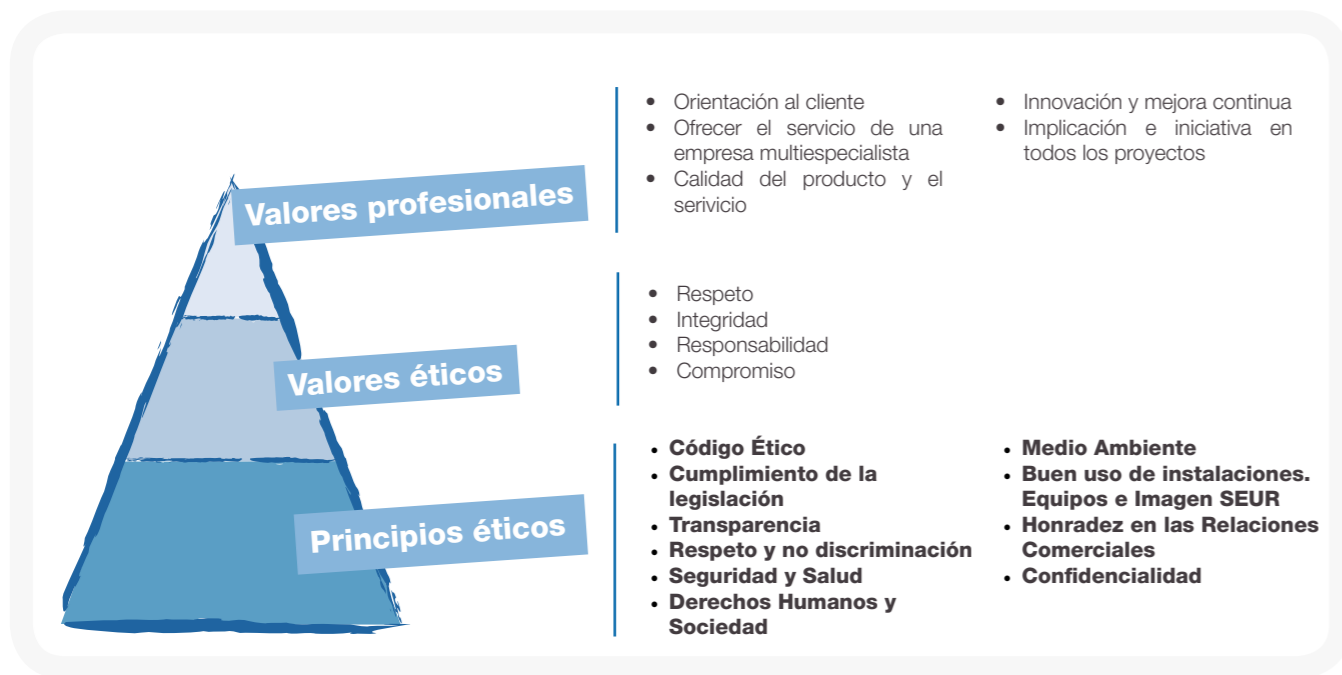 Valores profesionales
• Orientación al cliente
• Ofrecer el servicio de una
empresa multiespecialista
• Calidad del producto y el
serivicio
• Innovación y mejora continua
• Implicación e iniciativa en
todos los proyectos
Valores éticos
• Respeto
• Integridad
• Responsabilidad
• Compromiso
Principios éticos
• Código Ético
• Cumplimiento de la
legislación
• Transparencia
• Respeto y no discriminación
• Seguridad y Salud
• Derechos Humanos y
Sociedad
• Medio Ambiente
• Buen uso de instalaciones.
Equipos e Imagen SEUR
• Honradez en las Relaciones
Comerciales
• Confidencialidad